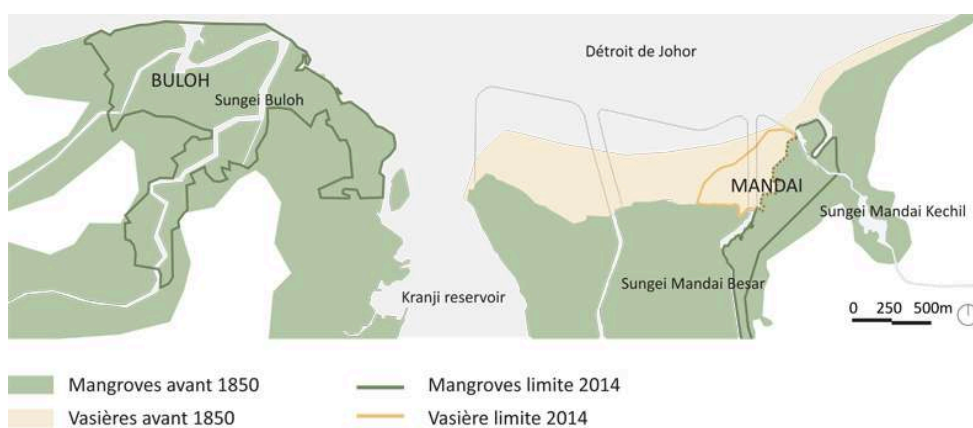 Détroit de Johor
BULOH
Sungei Buloh
MANDAI
Sungei Mandai Kechil
Sungei Mandai Besar
Kranji reservoir
0 250 500m
Mangroves avant 1850
Mangroves limite 2014
Vasières avant 1850
Vasière limite 2014